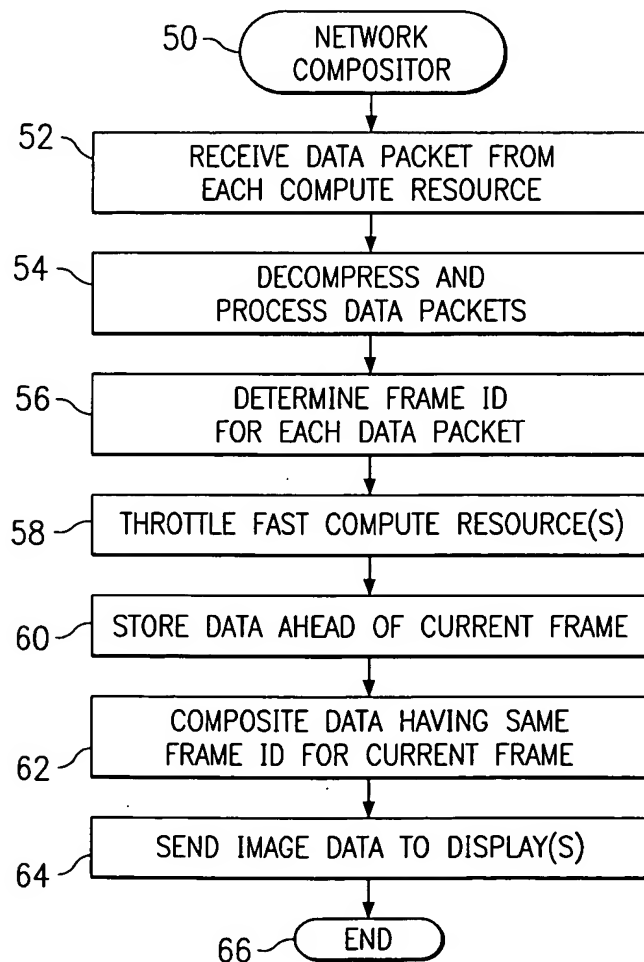 50
NETWORK
COMPOSITOR
52
RECEIVE DATA PACKET FROM
EACH COMPUTE RESOURCE
54
DECOMPRESS AND
PROCESS DATA PACKETS
56
DETERMINE FRAME ID
FOR EACH DATA PACKET
58
THROTTLE FAST COMPUTE RESOURCE(S)
60
STORE DATA AHEAD OF CURRENT FRAME
62
COMPOSITE DATA HAVING SAME
FRAME ID FOR CURRENT FRAME
64
SEND IMAGE DATA TO DISPLAY(S)
66
END